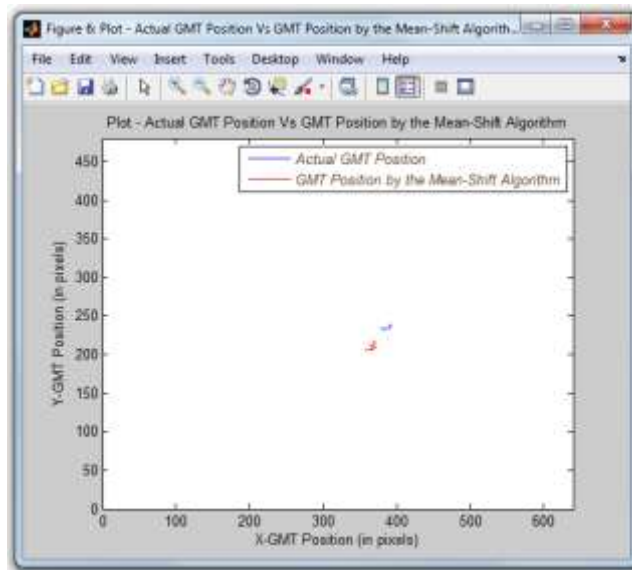 Figure 6: Plot - Actual GMT Position Vs GMT Position by the Mean-Shift Algorith...
File Edit View Insert Tools Desktop Window Help
Plot - Actual GMT Position Vs GMT Position by the Mean-Shift Algorithm
Actual GMT Position
GMT Position by the Mean-Shift Algorithm
Y-GMT Position (in pixels)
450
400
350
300
250
200
150
100
50
0
0 100 200 300 400 500 600
X-GMT Position (in pixels)